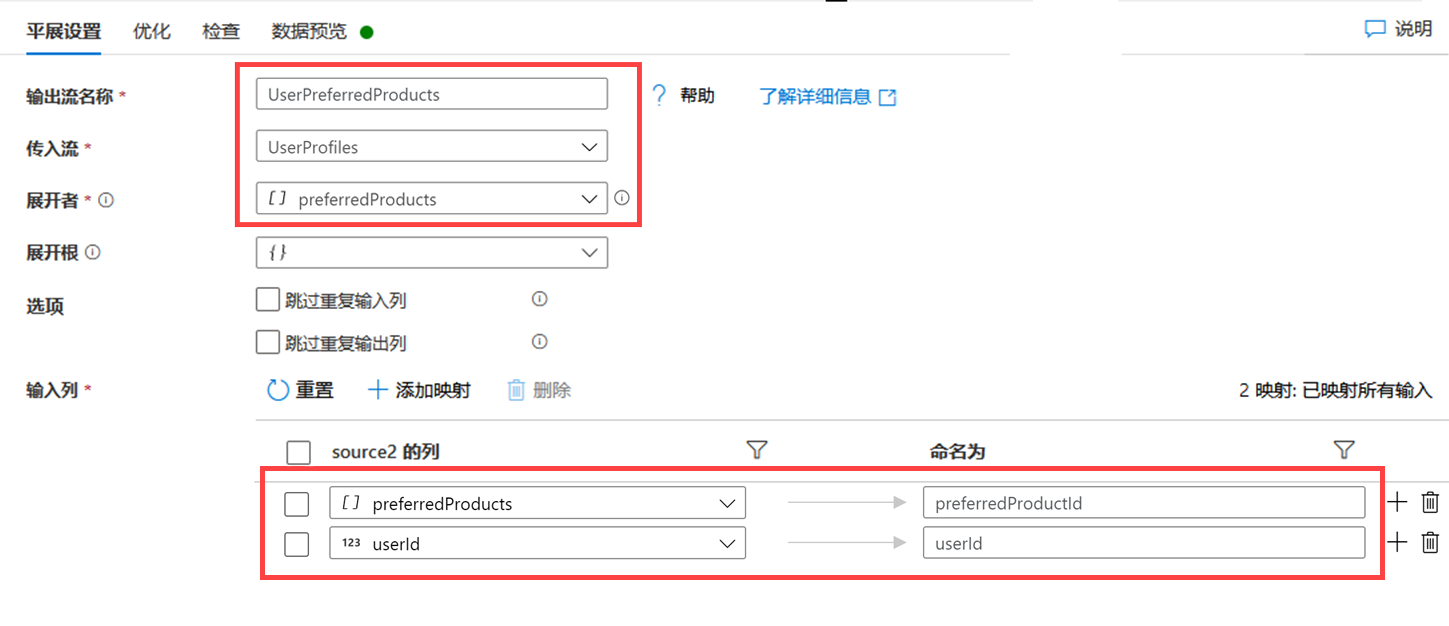 平展设置 优化 检查 数据预览 说明
输出流名称 * UserPreferredProducts ? 帮助 了解详细信息
传入流 * UserProfiles
展开者 * [] preferredProducts
展开根 {}
选项 跳过重复输入列
跳过重复输出列
输入列 * 重置 添加映射 删除 2 映射: 已映射所有输入
source2 的列 命名为
[] preferredProducts preferredProductId
123 userId userId